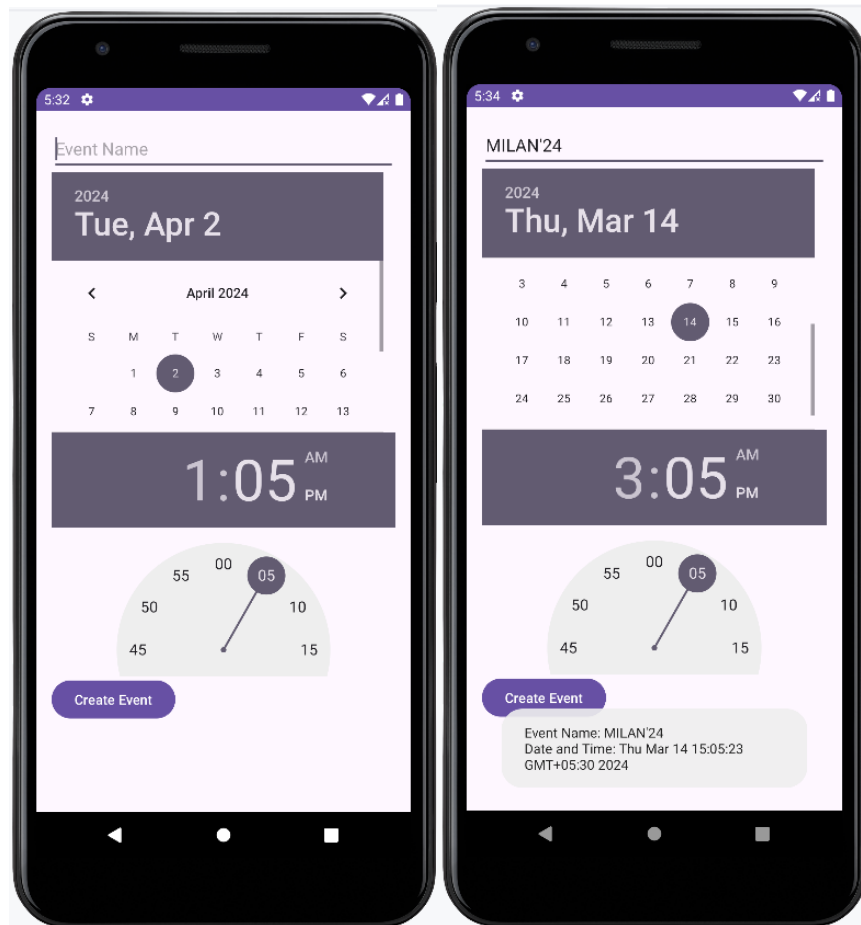 5:32
Event Name
2024
Tue, Apr 2
April 2024
S M T W T F S
1 2 3 4 5 6
7 8 9 10 11 12 13
1:05 AM PM
00
55 05
50 10
45 15
Create Event
5:34
MILAN'24
2024
Thu, Mar 14
3 4 5 6 7 8 9
10 11 12 13 14 15 16
17 18 19 20 21 22 23
24 25 26 27 28 29 30
3:05 AM PM
00
55 05
50 10
45 15
Create Event
Event Name: MILAN'24
Date and Time: Thu Mar 14 15:05:23
GMT+05:30 2024